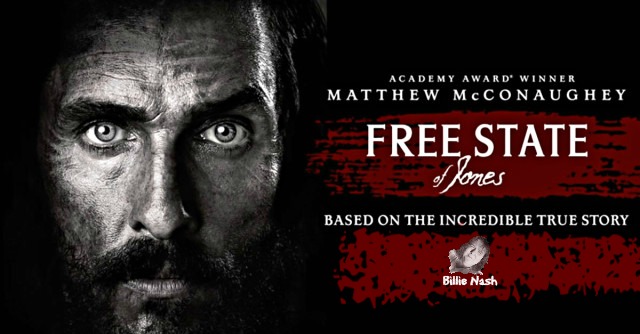 ACADEMY AWARD® WINNER
MATTHEW McCONAUGHEY
FREE STATE
of Jones
BASED ON THE INCREDIBLE TRUE STORY
Billie Nash